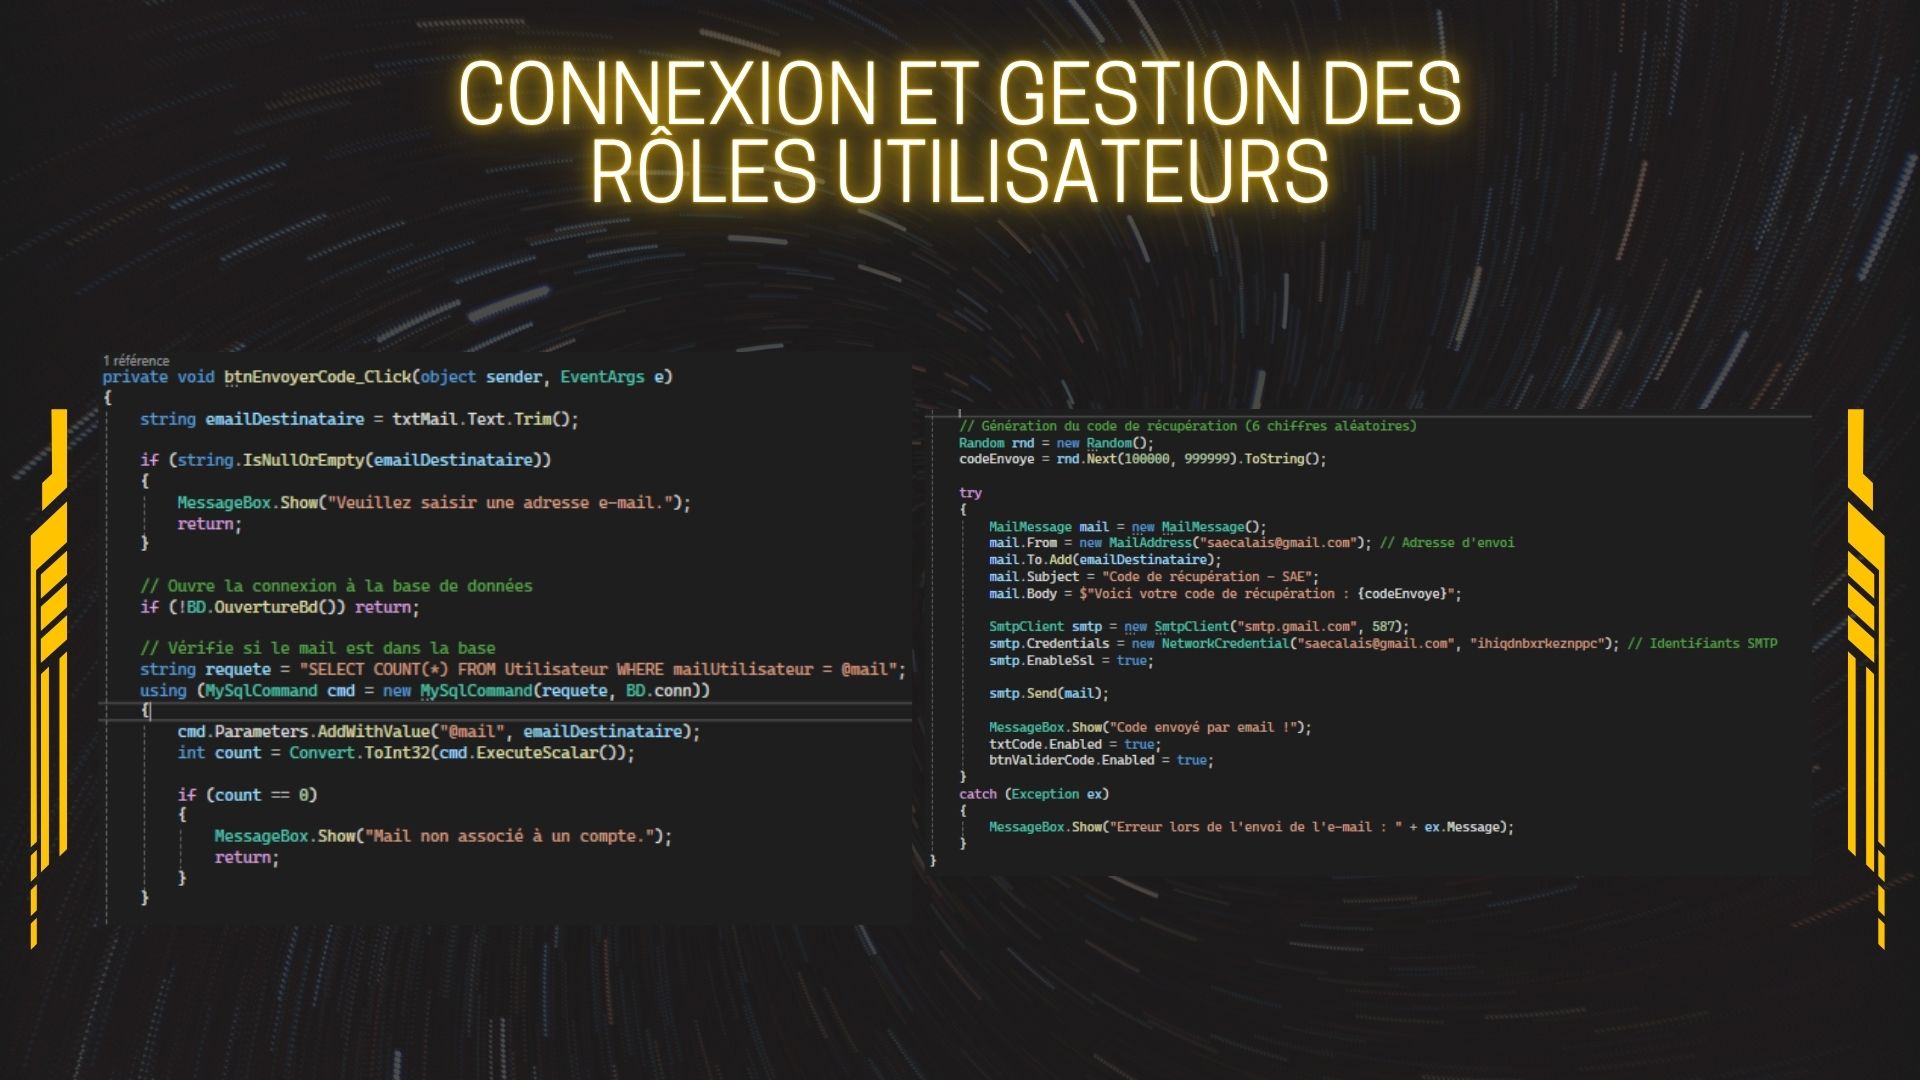 CONNEXION ET GESTION DES
RÔLES UTILISATEURS
1 référence
private void btnEnvoyerCode_Click(object sender, EventArgs e)
{
string emailDestinataire = txtMail.Text.Trim();
if (string.IsNullOrEmpty(emailDestinataire))
{
MessageBox.Show("Veuillez saisir une adresse e-mail.");
return;
}
// Ouvre la connexion à la base de données
if (!BD.OuvertureBd()) return;
// Vérifie si le mail est dans la base
string requete = "SELECT COUNT(*) FROM Utilisateur WHERE mailUtilisateur = @mail";
using (MySqlCommand cmd = new MySqlCommand(requete, BD.conn))
{
cmd.Parameters.AddWithValue("@mail", emailDestinataire);
int count = Convert.ToInt32(cmd.ExecuteScalar());
if (count == 0)
{
MessageBox.Show("Mail non associé à un compte.");
return;
}
}
// Génération du code de récupération (6 chiffres aléatoires)
Random rnd = new Random();
codeEnvoye = rnd.Next(100000, 999999).ToString();
try
{
MailMessage mail = new MailMessage();
mail.From = new MailAddress("saecalais@gmail.com"); // Adresse d'envoi
mail.To.Add(emailDestinataire);
mail.Subject = "Code de récupération - SAE";
mail.Body = $"Voici votre code de récupération : {codeEnvoye}";
SmtpClient smtp = new SmtpClient("smtp.gmail.com", 587);
smtp.Credentials = new NetworkCredential("saecalais@gmail.com", "ihiqdnbxrkeznppc"); // Identifiants SMTP
smtp.EnableSsl = true;
smtp.Send(mail);
MessageBox.Show("Code envoyé par email !");
txtCode.Enabled = true;
btnValiderCode.Enabled = true;
}
catch (Exception ex)
{
MessageBox.Show("Erreur lors de l'envoi de l'e-mail : " + ex.Message);
}
}